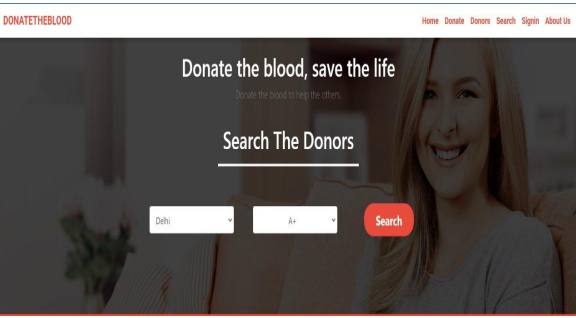 DONATETHEBLOOD
Home Donate Donors Search Signin About Us
Donate the blood, save the life
Donate the blood to help the others.
Search The Donors
Delhi A+ Search